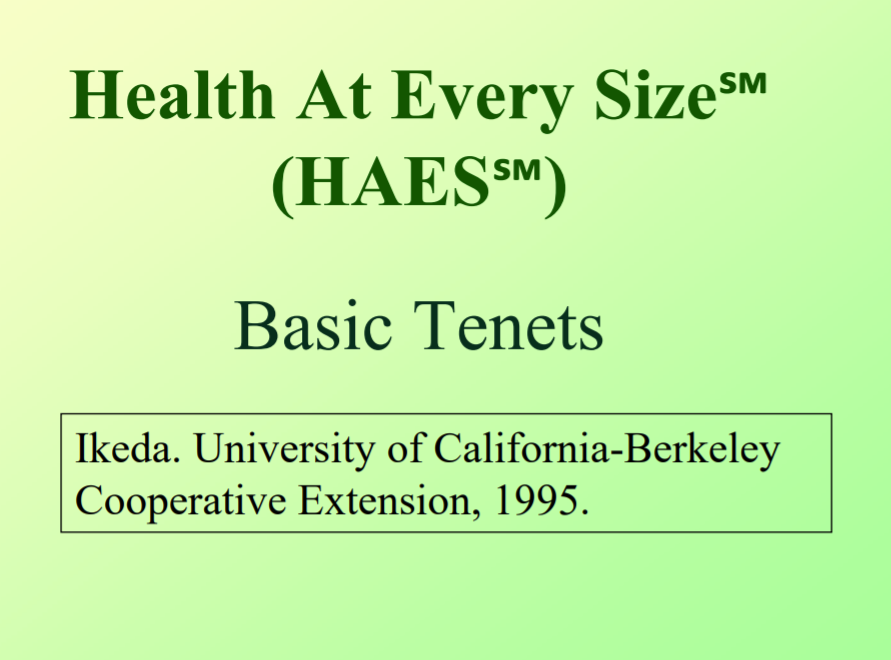 Health At Every Size℠
(HAES℠)
Basic Tenets
Ikeda. University of California-Berkeley
Cooperative Extension, 1995.